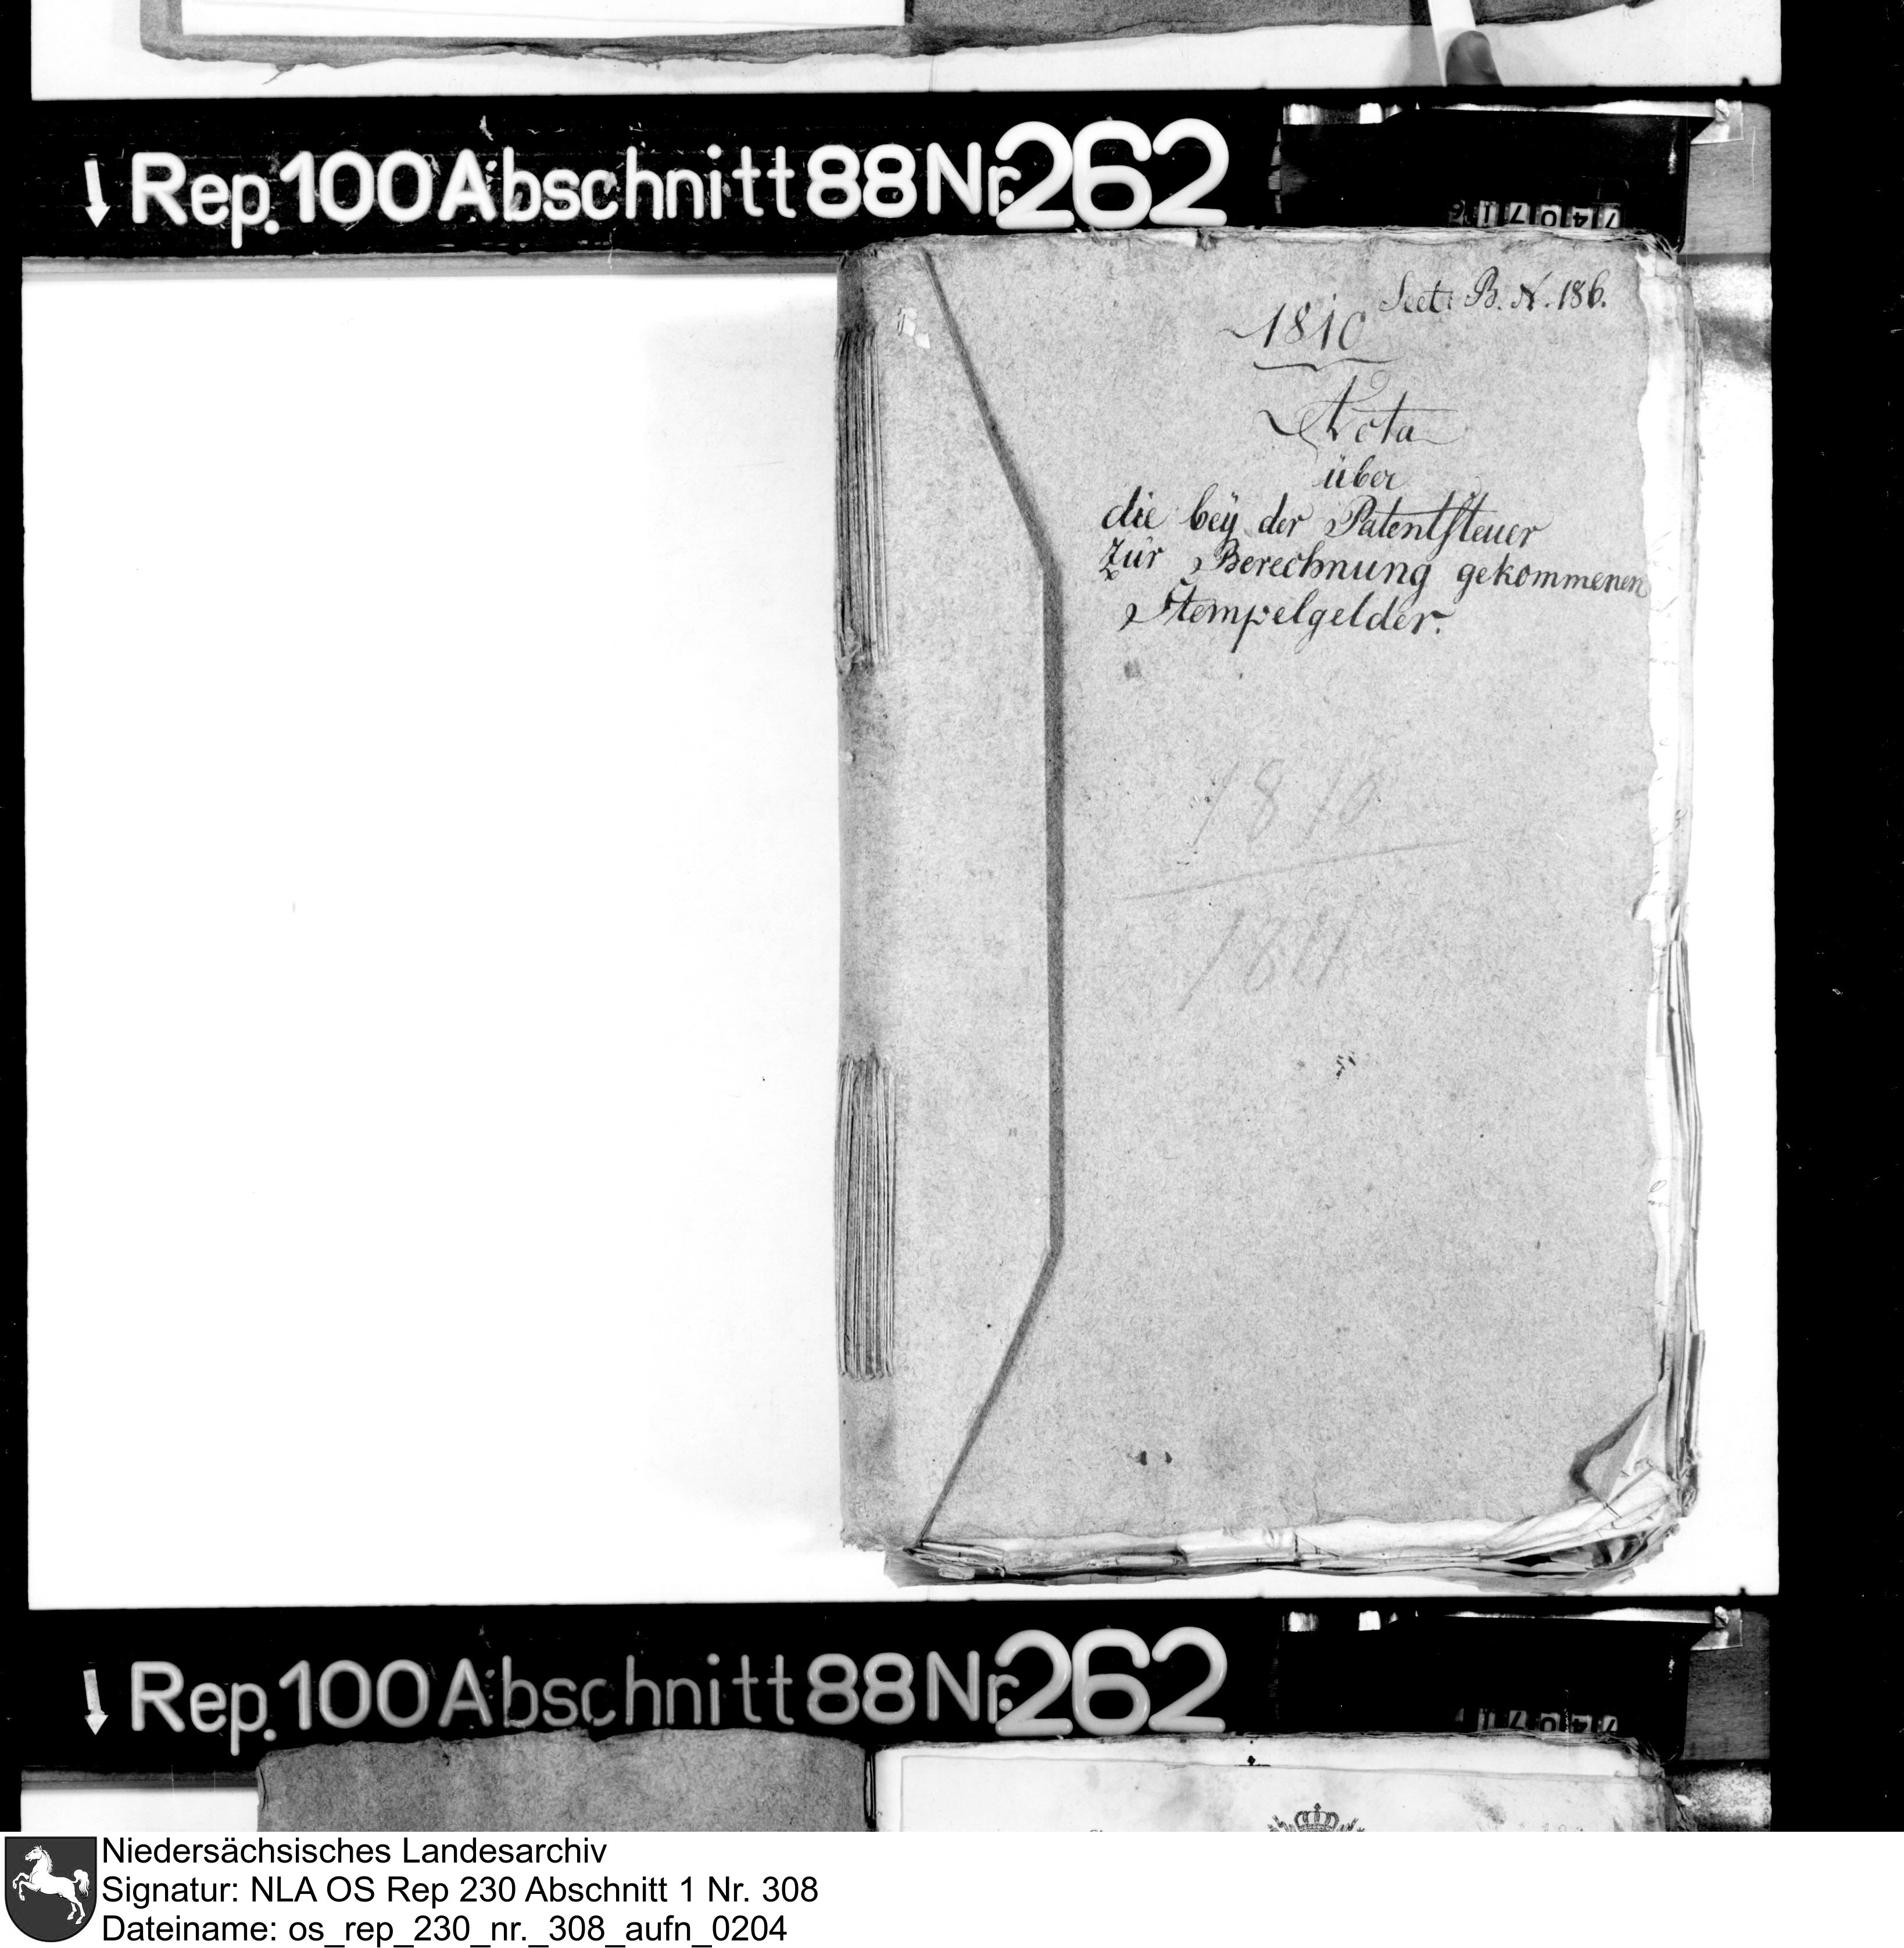 Rep. 100 Abschnitt 88 Nr. 262
Sect: B. N. 186.
1810
Nota
über
die beÿ der Patentsteuer
zur Berechnung gekommenen
Stempelgelder.
1810
1811
Rep. 100 Abschnitt 88 Nr. 262
Niedersächsisches Landesarchiv
Signatur: NLA OS Rep 230 Abschnitt 1 Nr. 308
Dateiname: os_rep_230_nr._308_aufn_0204